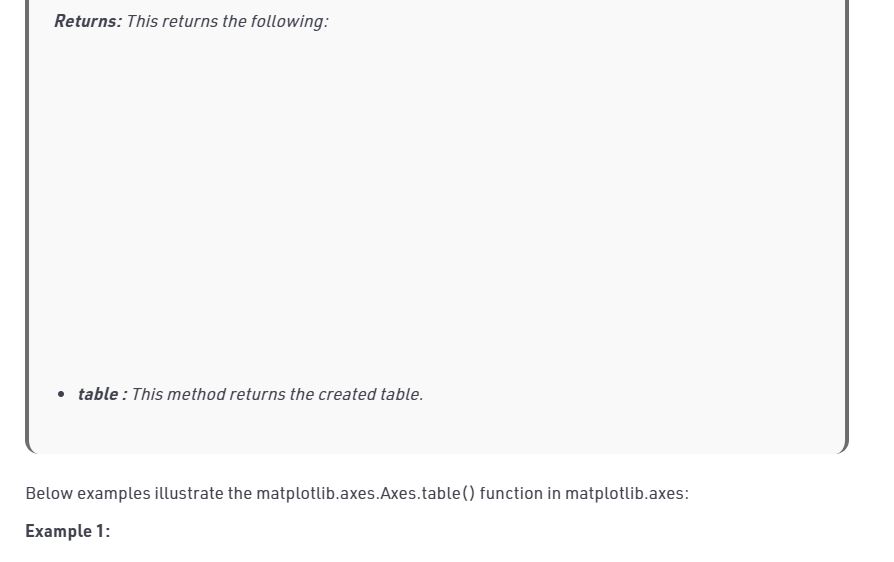 Returns: This returns the following:
• table : This method returns the created table.
Below examples illustrate the matplotlib.axes.Axes.table() function in matplotlib.axes:
Example 1: